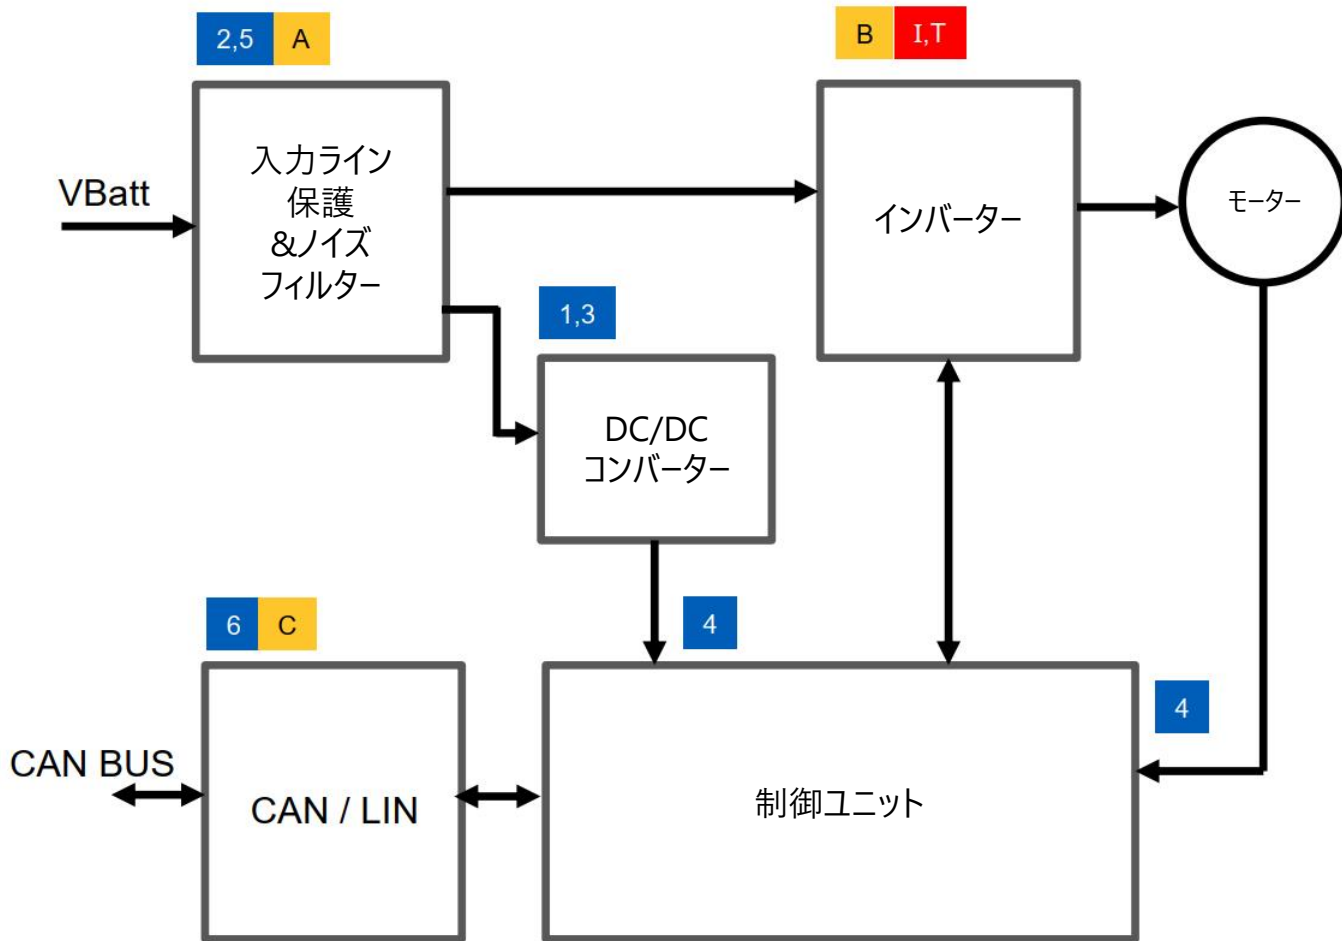 2,5 A
B I,T
入力ライン
保護
&ノイズ
フィルター
VBatt
インバーター
モーター
1,3
DC/DC
コンバーター
6 C
4
4
CAN BUS
CAN / LIN
制御ユニット